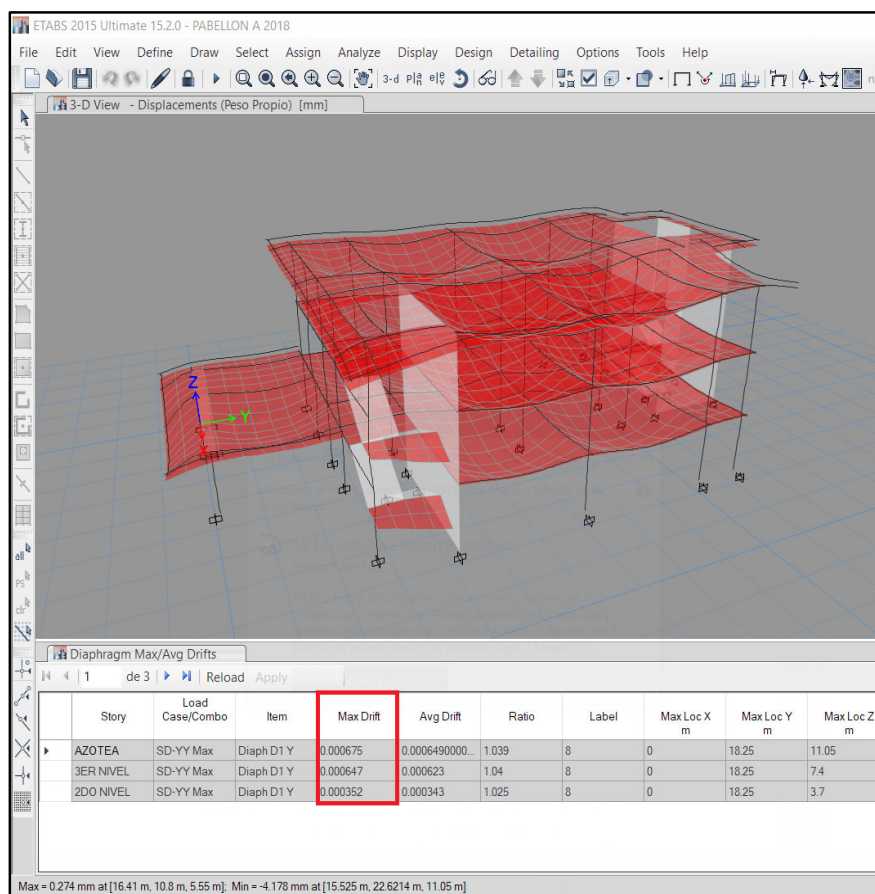 ETABS 2015 Ultimate 15.2.0 - PABELLON A 2018
File Edit View Define Draw Select Assign Analyze Display Design Detailing Options Tools Help
3-d
3-D View - Displacements (Peso Propio) [mm]
Z
Y
X
all
PS
clr
Diaphragm Max/Avg Drifts
1 de 3 Reload Apply
Story Load Case/Combo Item Max Drift Avg Drift Ratio Label Max Loc X m Max Loc Y m Max Loc Z m
AZOTEA SD-YY Max Diaph D1 Y 0.000675 0.0006490000... 1.039 8 0 18.25 11.05
3ER NIVEL SD-YY Max Diaph D1 Y 0.000647 0.000623 1.04 8 0 18.25 7.4
2DO NIVEL SD-YY Max Diaph D1 Y 0.000352 0.000343 1.025 8 0 18.25 3.7
Max = 0.274 mm at [16.41 m, 10.8 m, 5.55 m]; Min = -4.178 mm at [15.525 m, 22.6214 m, 11.05 m]